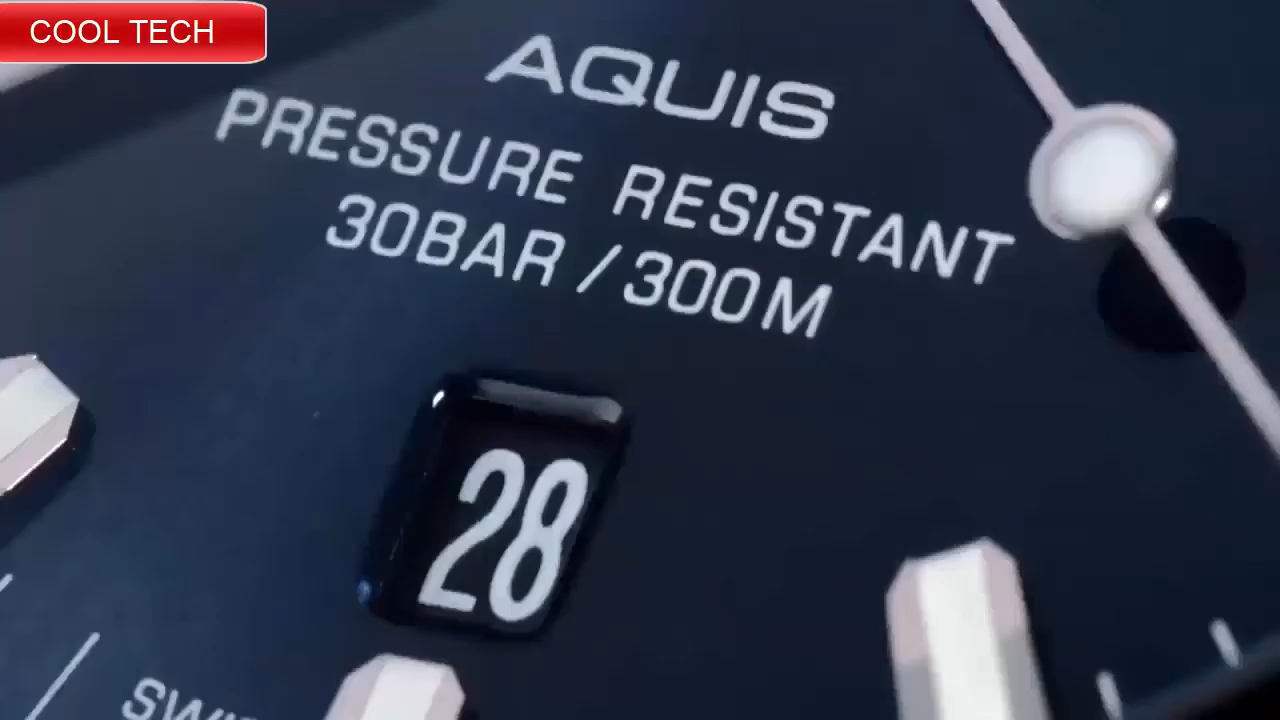 COOL TECH
AQUIS
PRESSURE RESISTANT
30BAR / 300M
28